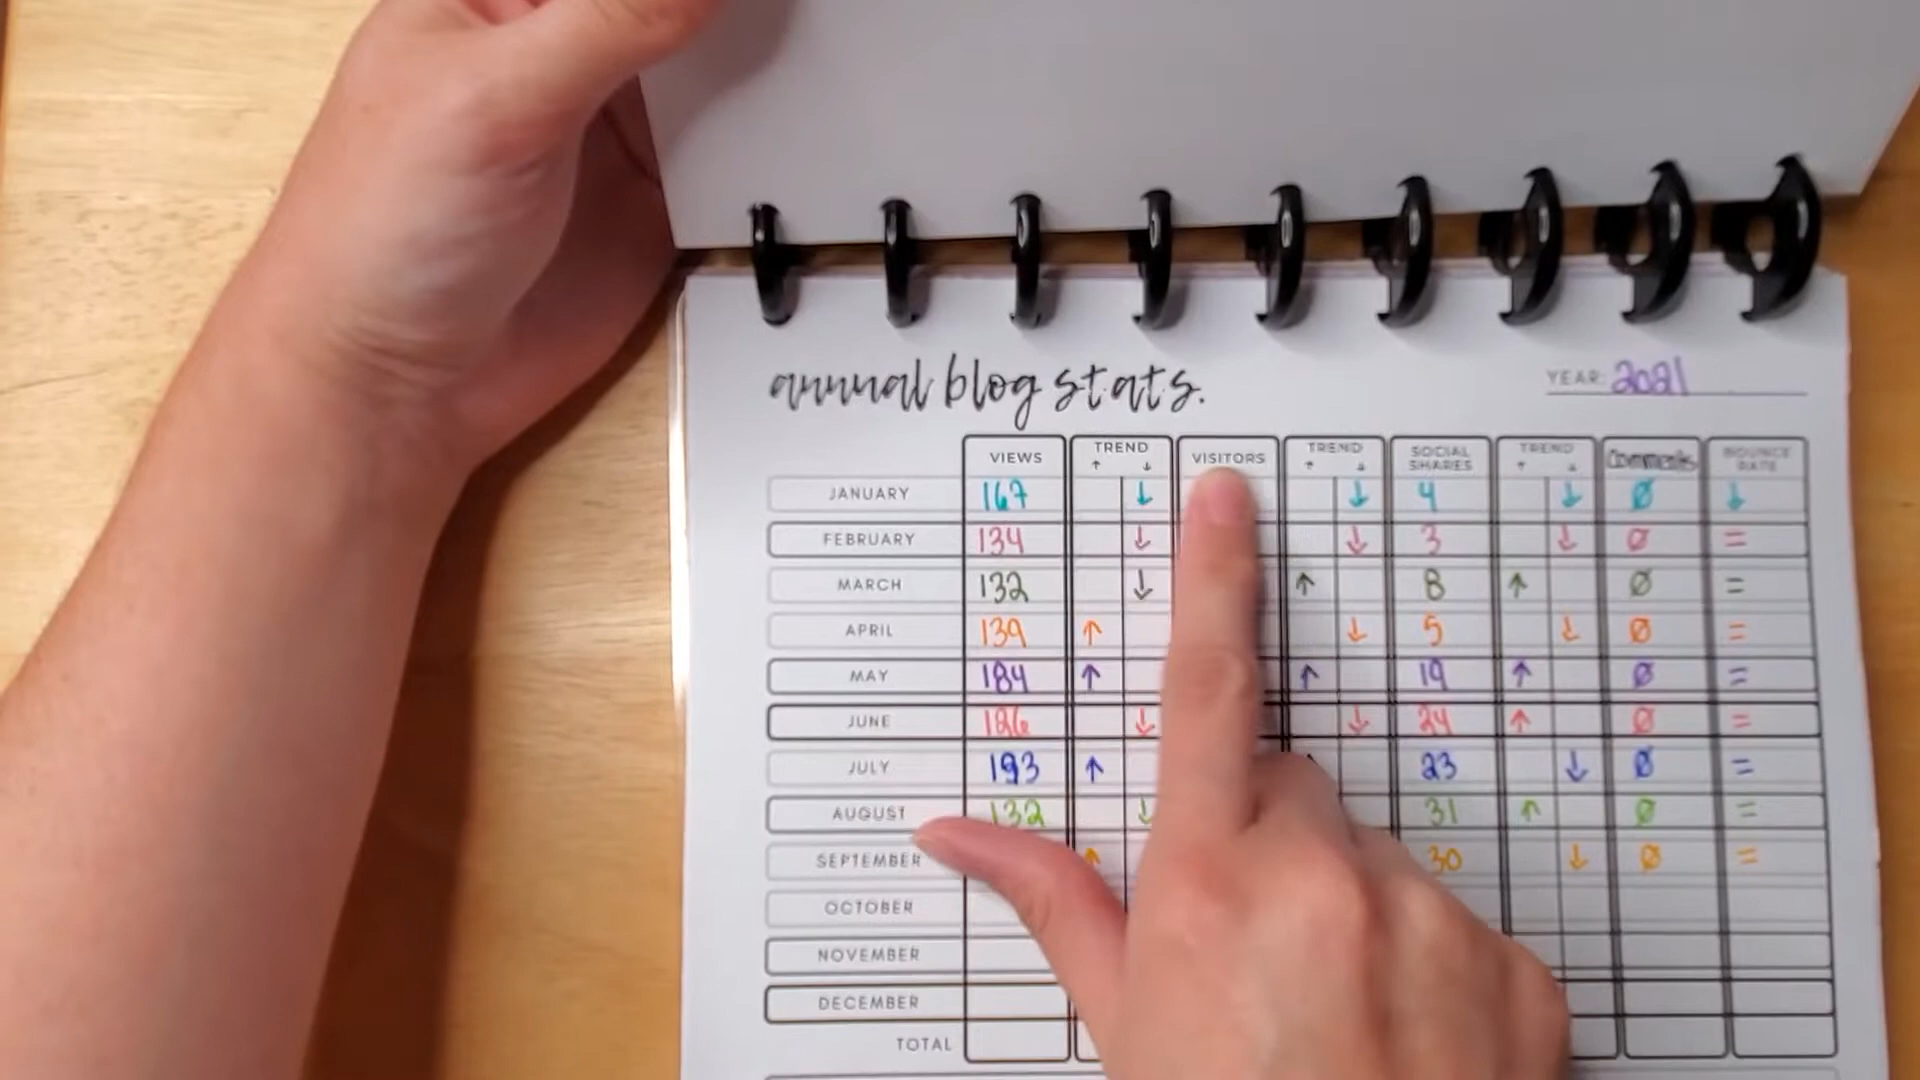 annual blog stats.
YEAR: 2021
VIEWS TREND ↑ ↓ VISITORS TREND ↑ ↓ SOCIAL SHARES TREND ↑ ↓ Comments BOUNCE RATE
JANUARY 167 ↓ ↓ 4 ↓ Ø ↓
FEBRUARY 134 ↓ ↓ 3 ↓ Ø =
MARCH 132 ↓ ↑ 8 ↑ Ø =
APRIL 139 ↑ ↓ 5 ↓ Ø =
MAY 184 ↑ ↑ 19 ↑ Ø =
JUNE ↓ ↓ 24 ↑ Ø =
JULY 193 ↑ 23 ↓ Ø =
AUGUST 132 ↓ 31 ↑ Ø =
SEPTEMBER ↑ 30 ↓ Ø =
OCTOBER
NOVEMBER
DECEMBER
TOTAL